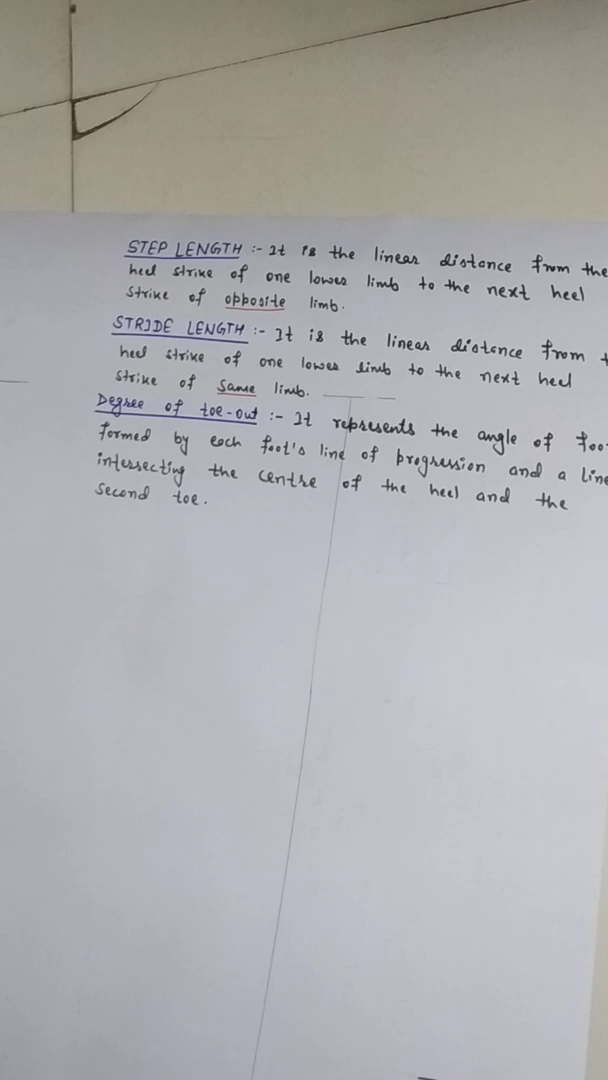 STEP LENGTH :- It is the linear distance from the
heel strike of one lower limb to the next heel
strike of opposite limb.
STRIDE LENGTH :- It is the linear distance from
heel strike of one lower limb to the next heel
strike of same limb.
Degree of toe-out :- It represents the angle of
formed by each foot's line of progression and a line
intersecting the centre of the heel and the
second toe.